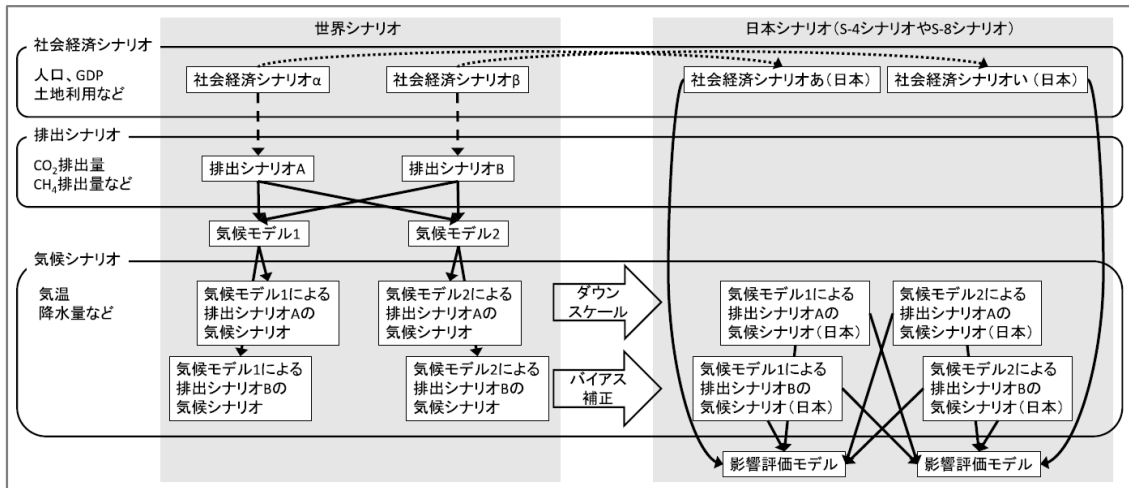 世界シナリオ
日本シナリオ(S-4シナリオやS-8シナリオ)
社会経済シナリオ
人口、GDP
土地利用など
社会経済シナリオα
社会経済シナリオβ
社会経済シナリオあ(日本)
社会経済シナリオい(日本)
排出シナリオ
CO₂排出量
CH₄排出量など
排出シナリオA
排出シナリオB
気候モデル1
気候モデル2
気候シナリオ
気温
降水量など
気候モデル1による
排出シナリオAの
気候シナリオ
気候モデル2による
排出シナリオAの
気候シナリオ
ダウン
スケール
気候モデル1による
排出シナリオAの
気候シナリオ(日本)
気候モデル2による
排出シナリオAの
気候シナリオ(日本)
気候モデル1による
排出シナリオBの
気候シナリオ
気候モデル2による
排出シナリオBの
気候シナリオ
バイアス
補正
気候モデル1による
排出シナリオBの
気候シナリオ(日本)
気候モデル2による
排出シナリオBの
気候シナリオ(日本)
影響評価モデル
影響評価モデル